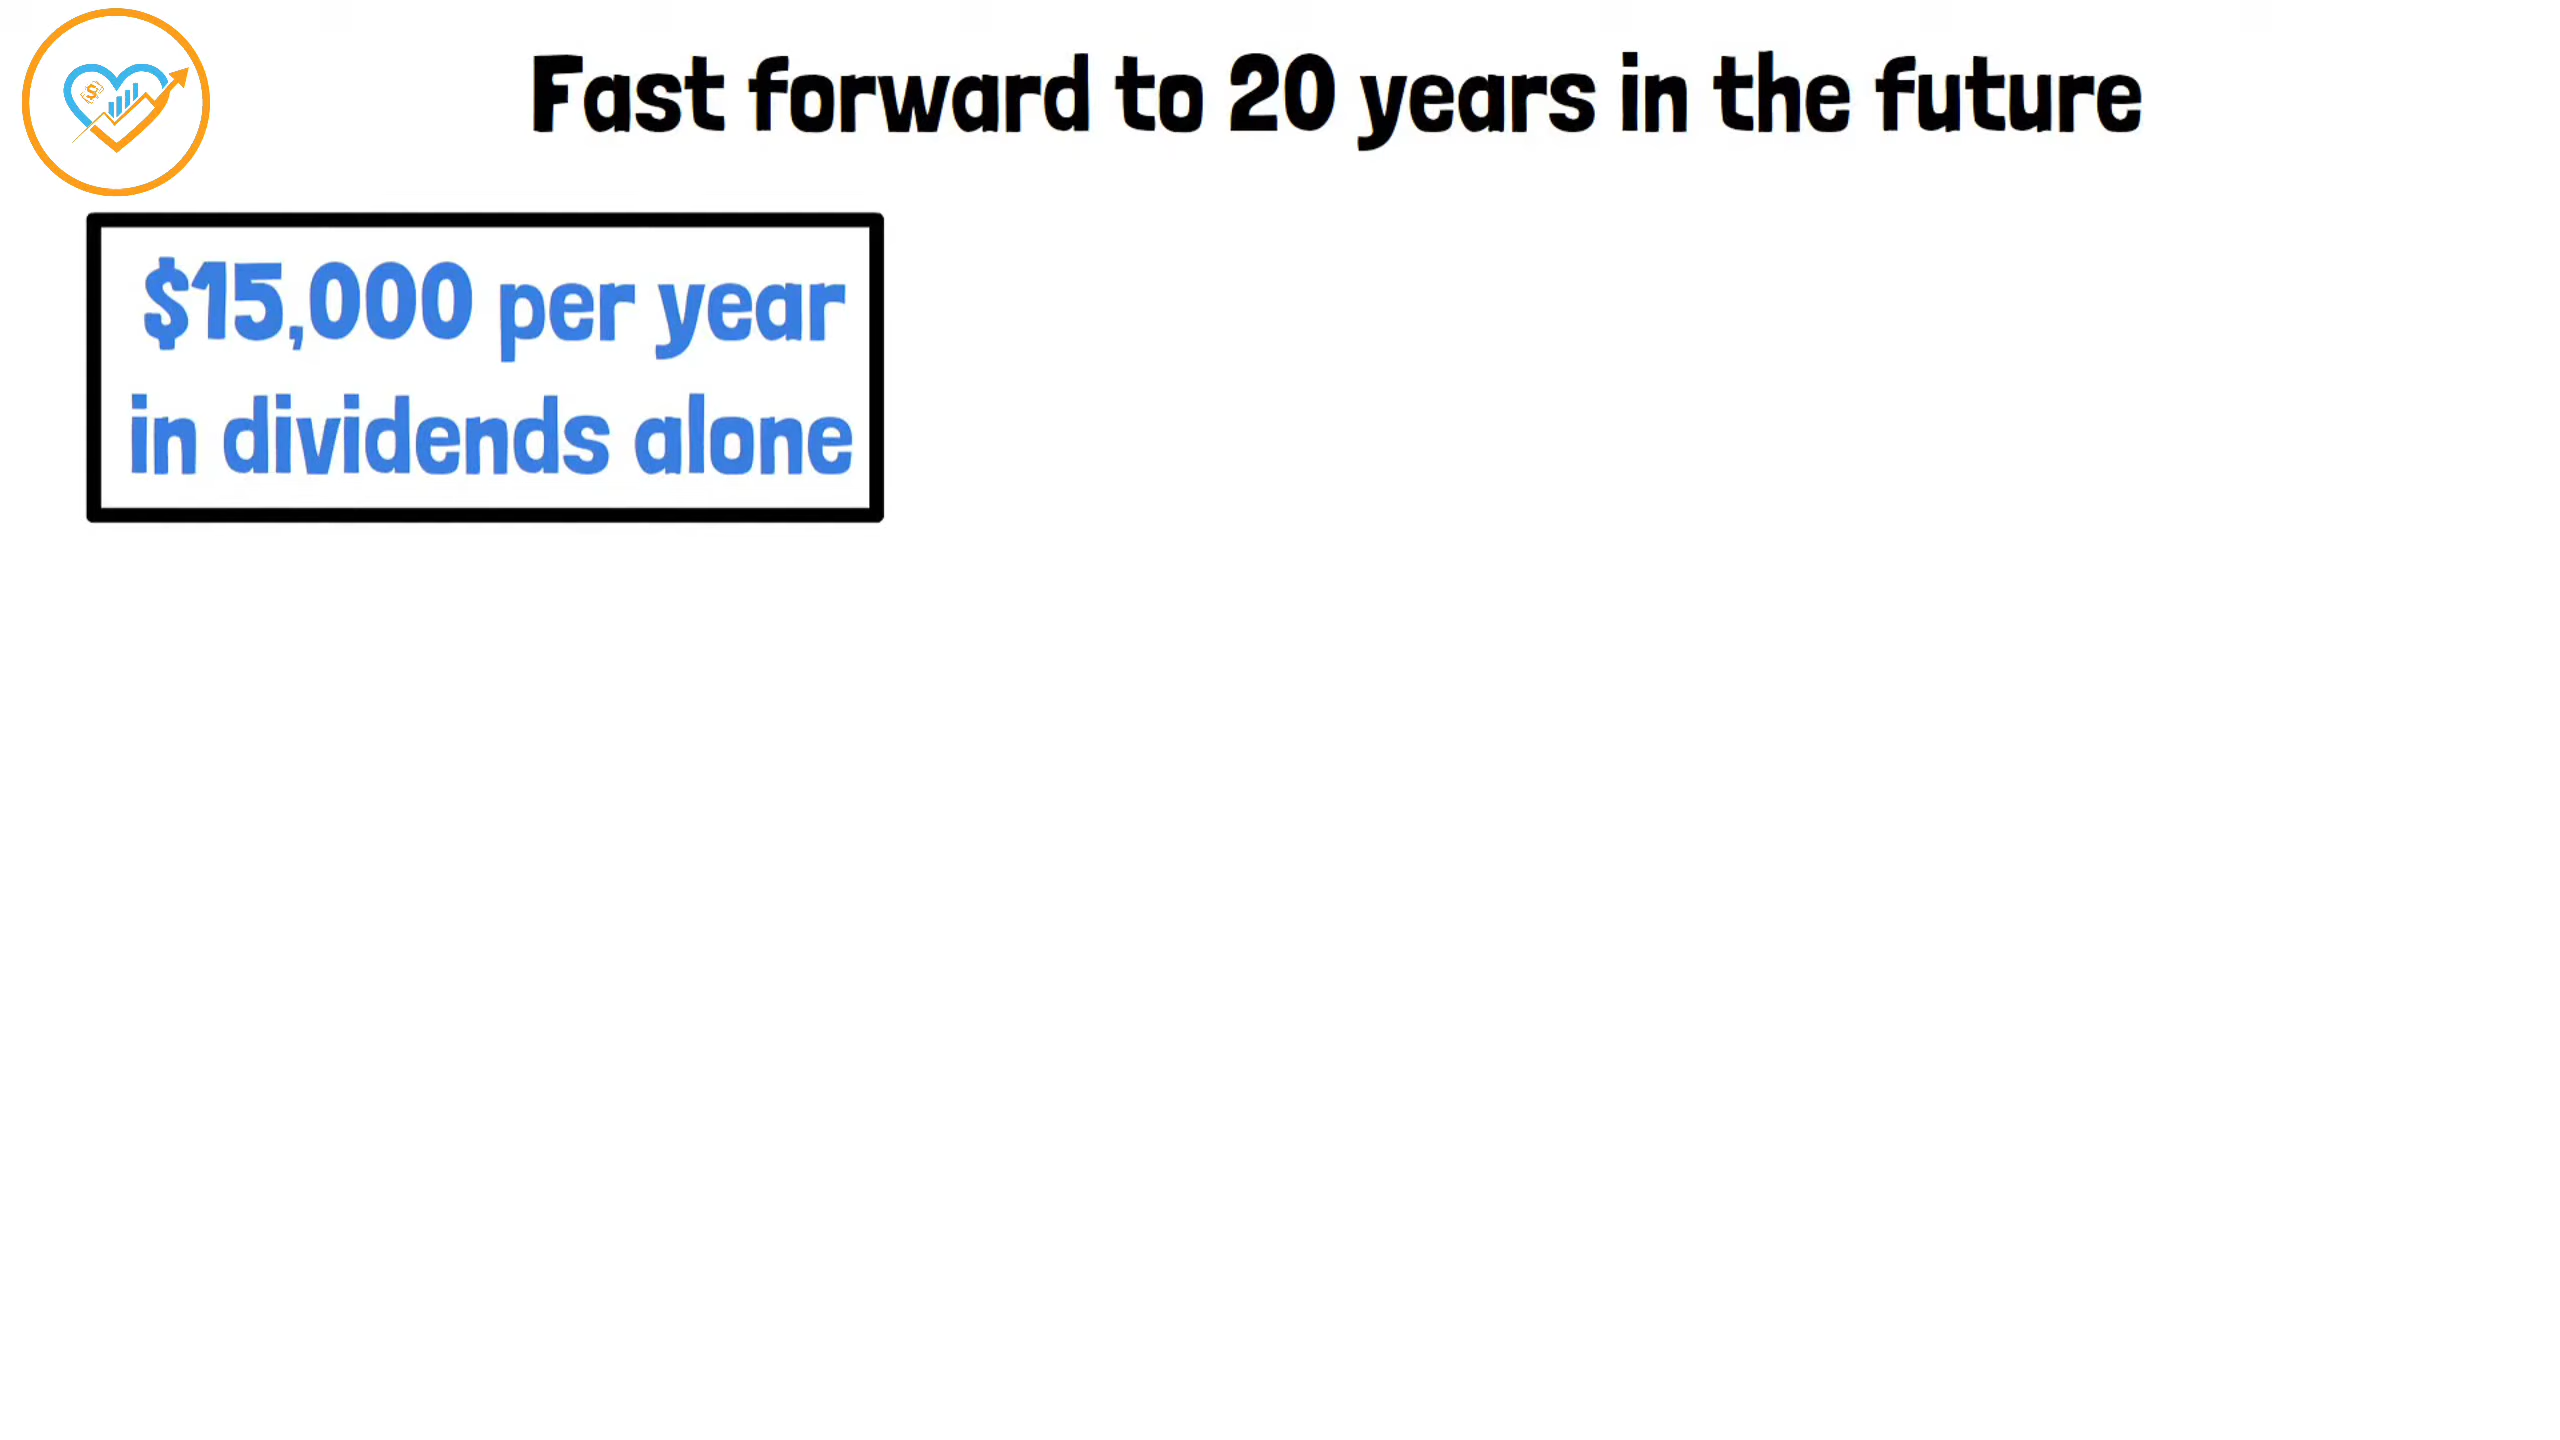 Fast forward to 20 years in the future
$15,000 per year
in dividends alone